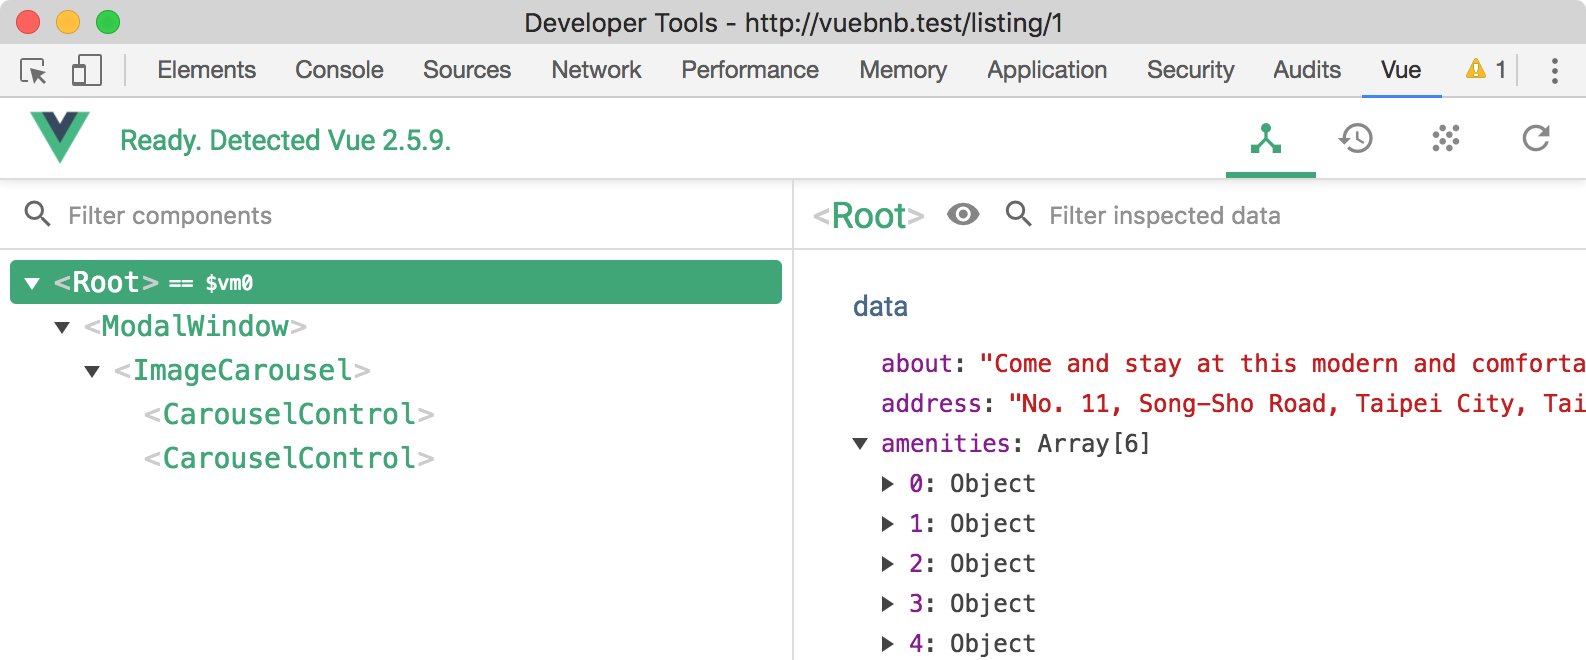 Developer Tools - http://vuebnb.test/listing/1
Elements Console Sources Network Performance Memory Application Security Audits Vue 1
Ready. Detected Vue 2.5.9.
Filter components
<Root> == $vm0
<ModalWindow>
<ImageCarousel>
<CarouselControl>
<CarouselControl>
<Root> Filter inspected data
data
about: "Come and stay at this modern and comforta
address: "No. 11, Song-Sho Road, Taipei City, Tai
amenities: Array[6]
0: Object
1: Object
2: Object
3: Object
4: Object